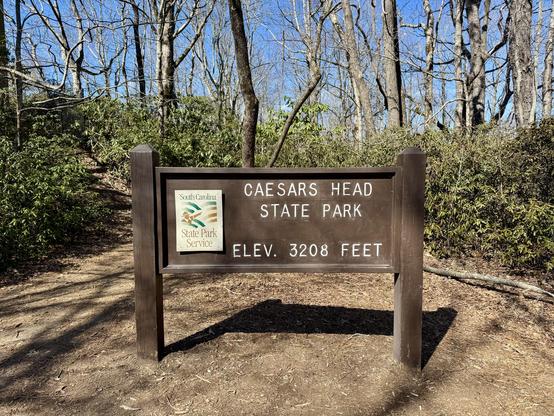 CAESARS HEAD
STATE PARK
ELEV. 3208 FEET
South Carolina
State Park
Service